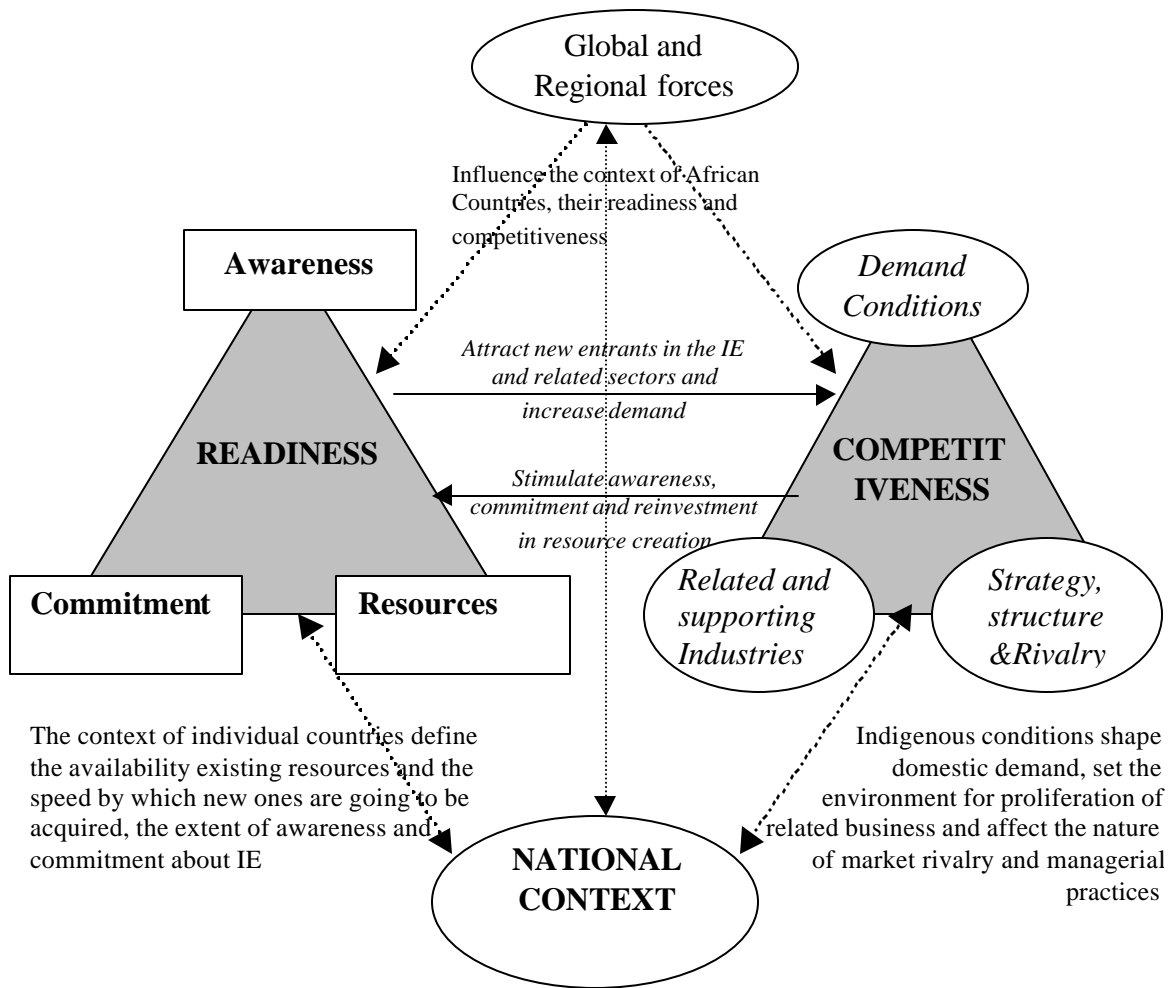 Global and
Regional forces
Influence the context of African
Countries, their readiness and
competitiveness
Awareness
Demand
Conditions
Attract new entrants in the IE
and related sectors and
increase demand
READINESS
COMPETIT
IVENESS
Stimulate awareness,
commitment and reinvestment
in resource creation
Commitment
Resources
Related and
supporting
Industries
Strategy,
structure
&Rivalry
The context of individual countries define
the availability existing resources and the
speed by which new ones are going to be
acquired, the extent of awareness and
commitment about IE
Indigenous conditions shape
domestic demand, set the
environment for proliferation of
related business and affect the nature
of market rivalry and managerial
practices
NATIONAL
CONTEXT